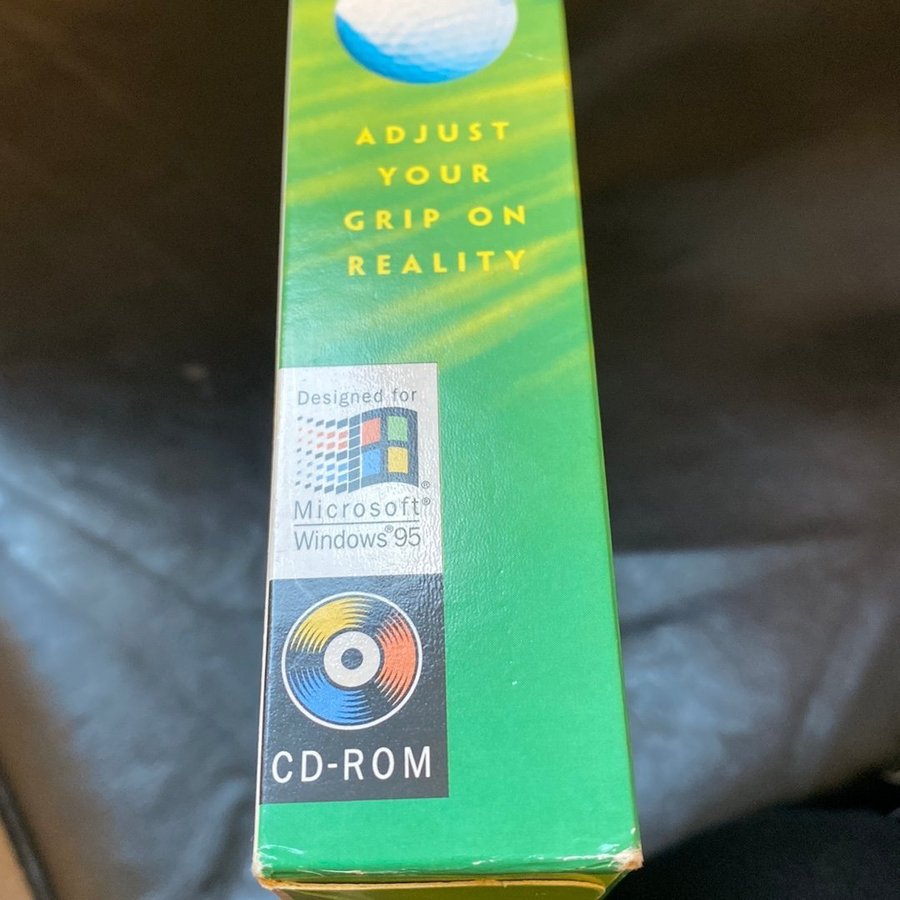 ADJUST
YOUR
GRIP ON
REALITY
Designed for
®
Microsoft®
Windows®95
CD-ROM